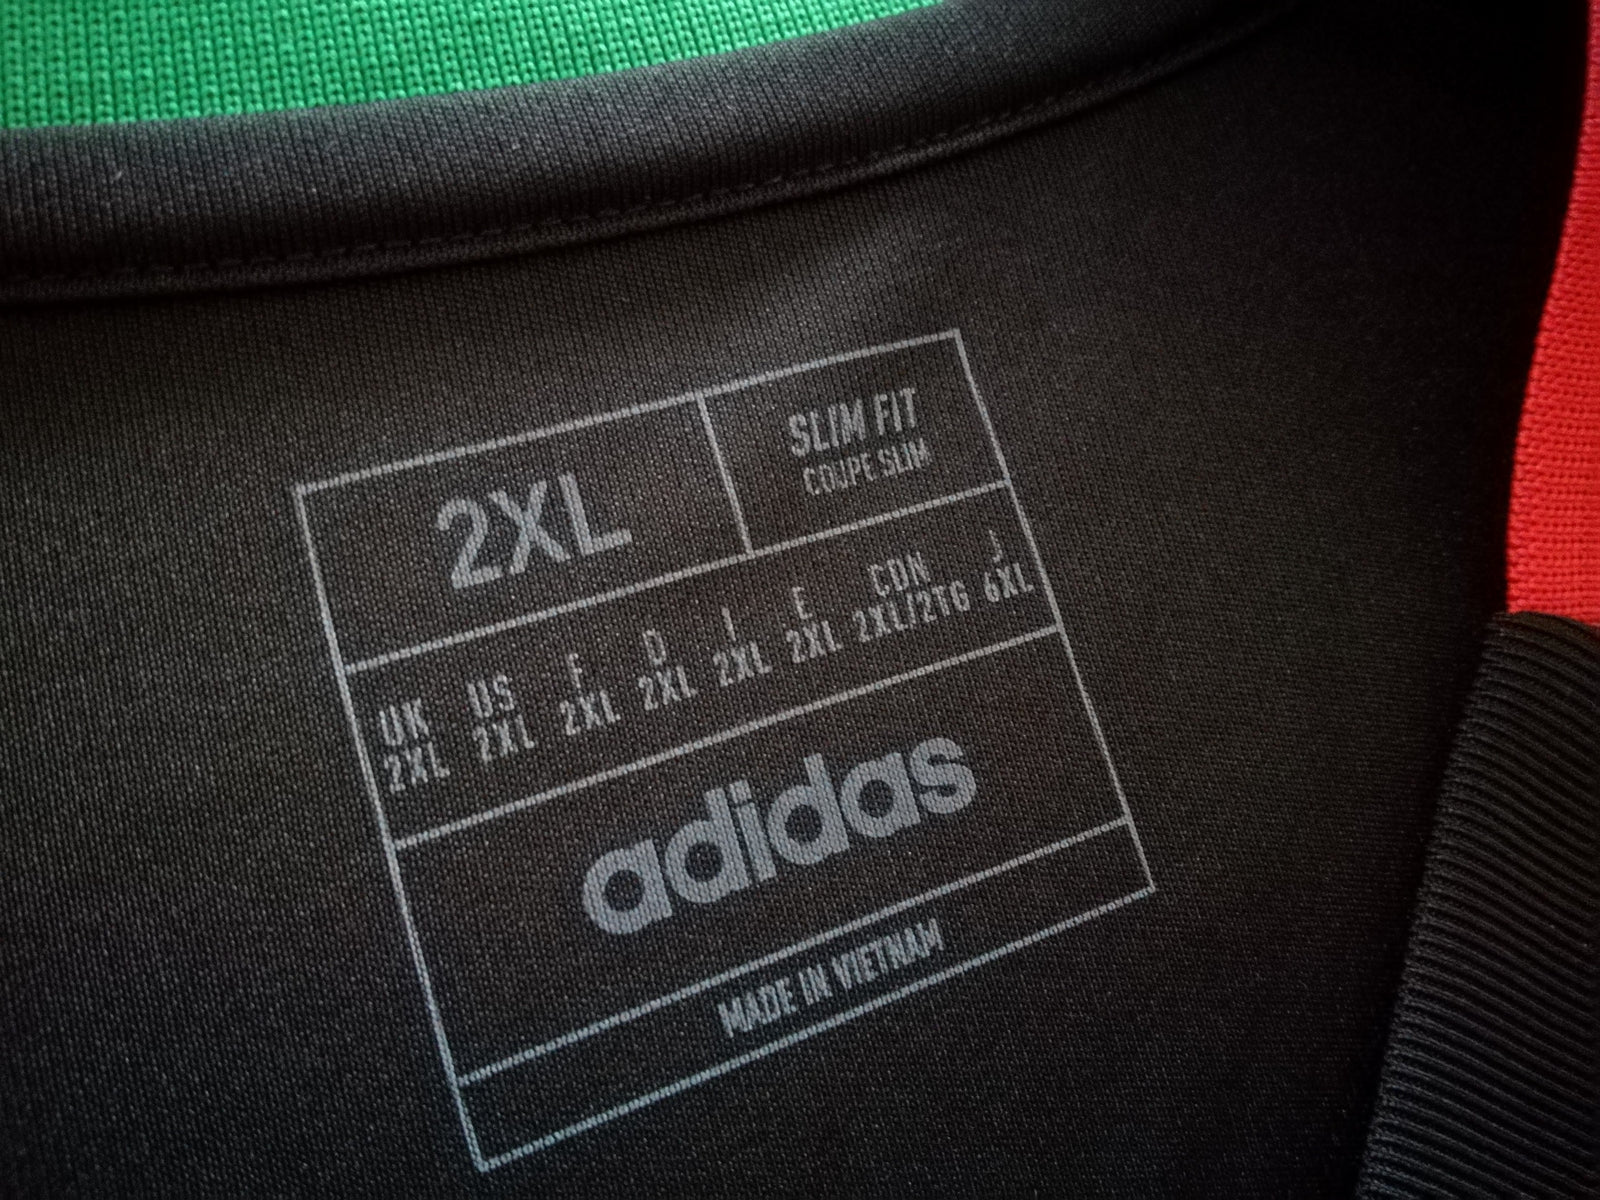 2XL
SLIM FIT
COUPE SLIM
UK US F D I E CDN J
2XL 2XL 2XL 2XL 2XL 2XL 2XL/2TG 6XL
adidas
MADE IN VIETNAM